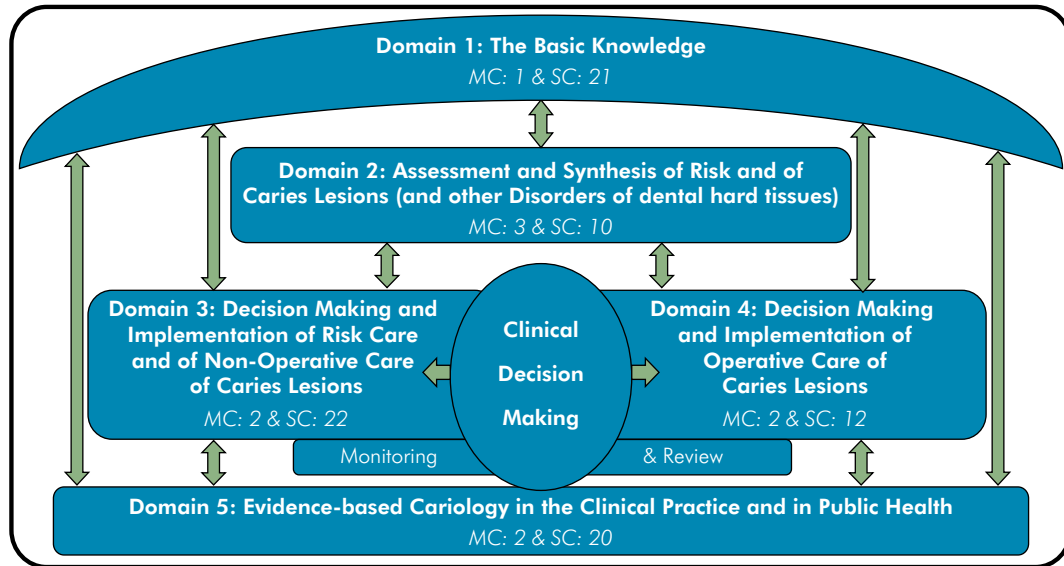 Domain 1: The Basic Knowledge
MC: 1 & SC: 21
Domain 2: Assessment and Synthesis of Risk and of
Caries Lesions (and other Disorders of dental hard tissues)
MC: 3 & SC: 10
Domain 3: Decision Making and
Implementation of Risk Care
and of Non-Operative Care
of Caries Lesions
MC: 2 & SC: 22
Clinical
Decision
Making
Domain 4: Decision Making
and Implementation of
Operative Care of
Caries Lesions
MC: 2 & SC: 12
Monitoring
& Review
Domain 5: Evidence-based Cariology in the Clinical Practice and in Public Health
MC: 2 & SC: 20